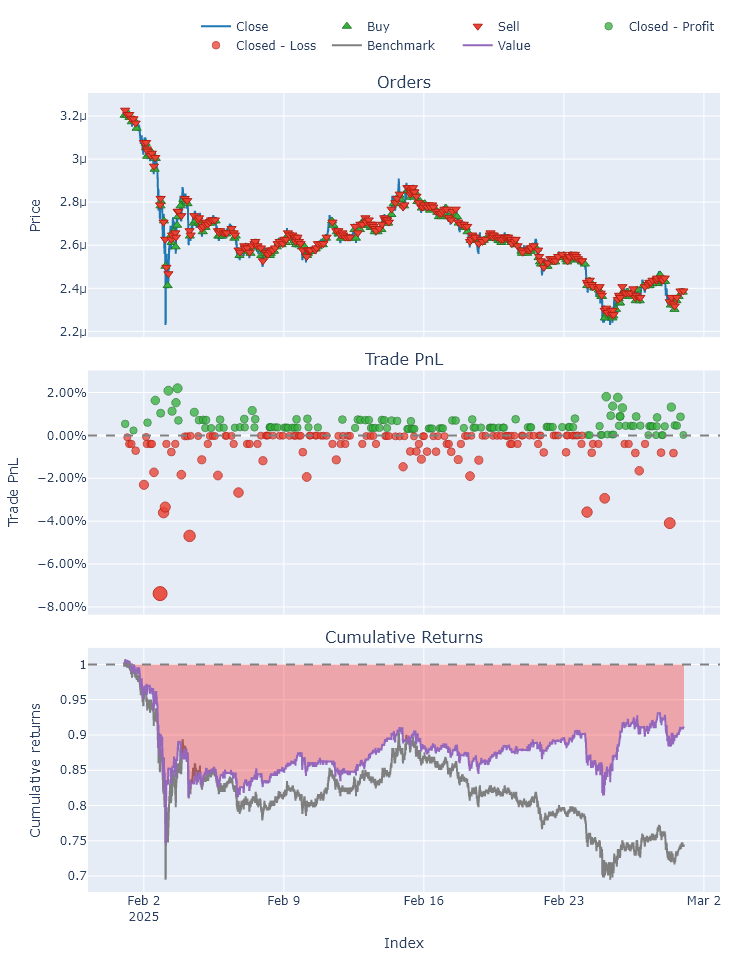 Close Buy Sell Closed - Profit
Closed - Loss Benchmark Value
Orders
3.2μ
3μ
2.8μ
2.6μ
2.4μ
2.2μ
Price
Trade PnL
2.00%
0.00%
−2.00%
−4.00%
−6.00%
−8.00%
Trade PnL
Cumulative Returns
1
0.95
0.9
0.85
0.8
0.75
0.7
Cumulative returns
Feb 2 Feb 9 Feb 16 Feb 23 Mar 2
2025
Index